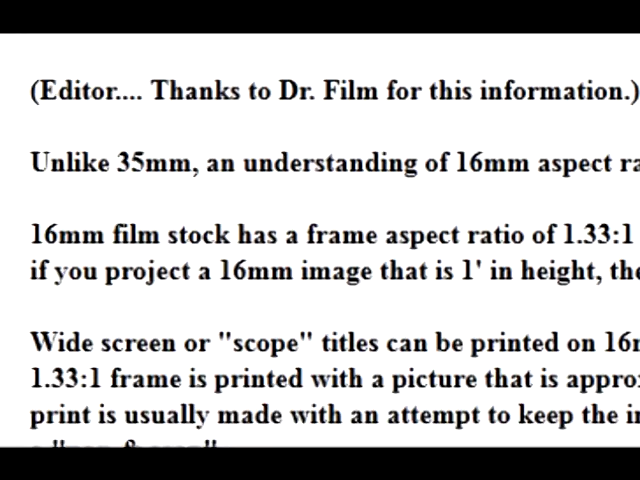 (Editor.... Thanks to Dr. Film for this information.)
Unlike 35mm, an understanding of 16mm aspect
16mm film stock has a frame aspect ratio of 1.33:1
if you project a 16mm image that is 1' in height,
Wide screen or "scope" titles can be printed on
1.33:1 frame is printed with a picture that is
print is usually made with an attempt to keep the